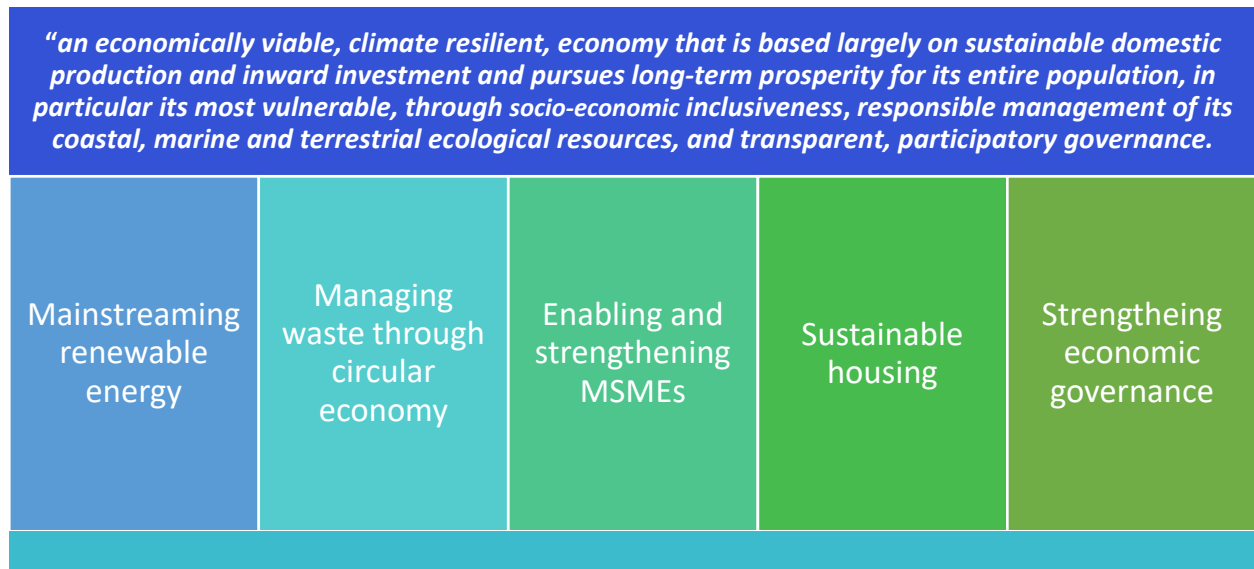 “an economically viable, climate resilient, economy that is based largely on sustainable domestic
production and inward investment and pursues long-term prosperity for its entire population, in
particular its most vulnerable, through socio-economic inclusiveness, responsible management of its
coastal, marine and terrestrial ecological resources, and transparent, participatory governance.
Mainstreaming
renewable
energy
Managing
waste through
circular
economy
Enabling and
strengthening
MSMEs
Sustainable
housing
Strengtheing
economic
governance